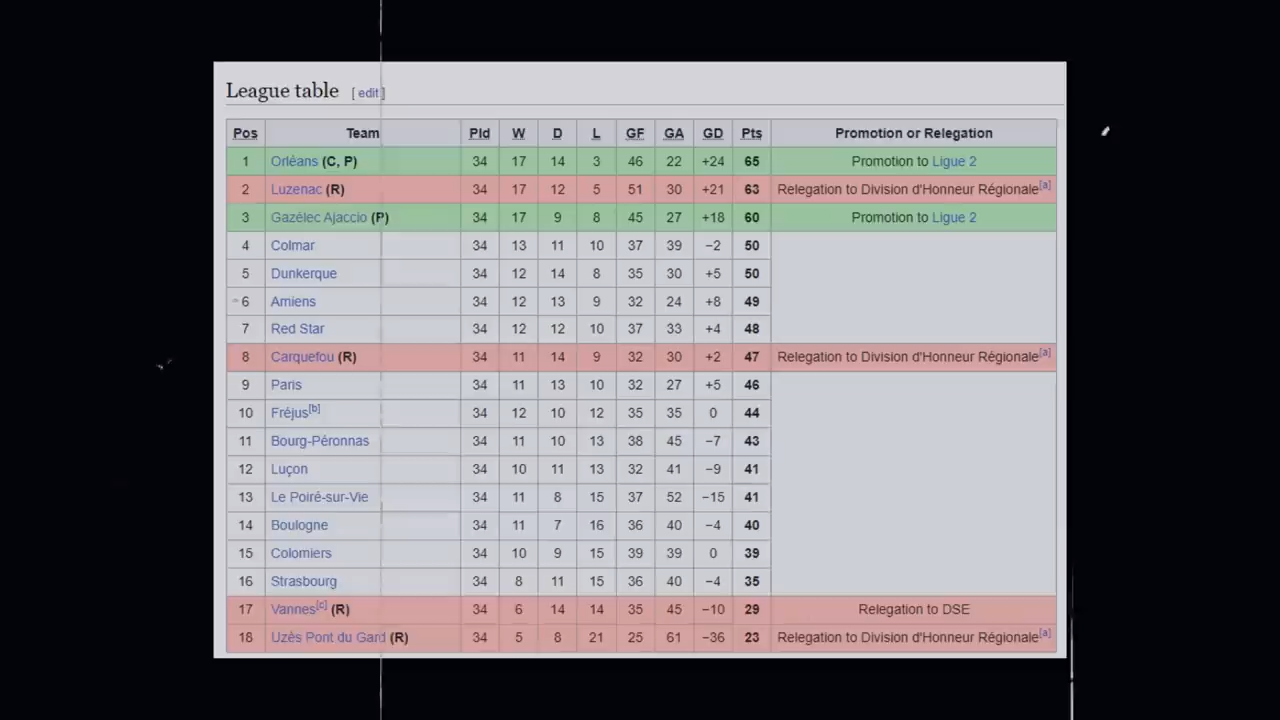 League table [ edit ]
Pos Team Pld W D L GF GA GD Pts Promotion or Relegation
1 Orléans (C, P) 34 17 14 3 46 22 +24 65 Promotion to Ligue 2
2 Luzenac (R) 34 17 12 5 51 30 +21 63 Relegation to Division d'Honneur Régionale[a]
3 Gazélec Ajaccio (P) 34 17 9 8 45 27 +18 60 Promotion to Ligue 2
4 Colmar 34 13 11 10 37 39 −2 50
5 Dunkerque 34 12 14 8 35 30 +5 50
6 Amiens 34 12 13 9 32 24 +8 49
7 Red Star 34 12 12 10 37 33 +4 48
8 Carquefou (R) 34 11 14 9 32 30 +2 47 Relegation to Division d'Honneur Régionale[a]
9 Paris 34 11 13 10 32 27 +5 46
10 Fréjus[b] 34 12 10 12 35 35 0 44
11 Bourg-Péronnas 34 11 10 13 38 45 −7 43
12 Luçon 34 10 11 13 32 41 −9 41
13 Le Poiré-sur-Vie 34 11 8 15 37 52 −15 41
14 Boulogne 34 11 7 16 36 40 −4 40
15 Colomiers 34 10 9 15 39 39 0 39
16 Strasbourg 34 8 11 15 36 40 −4 35
17 Vannes[c] (R) 34 6 14 14 35 45 −10 29 Relegation to DSE
18 Uzès Pont du Gard (R) 34 5 8 21 25 61 −36 23 Relegation to Division d'Honneur Régionale[a]